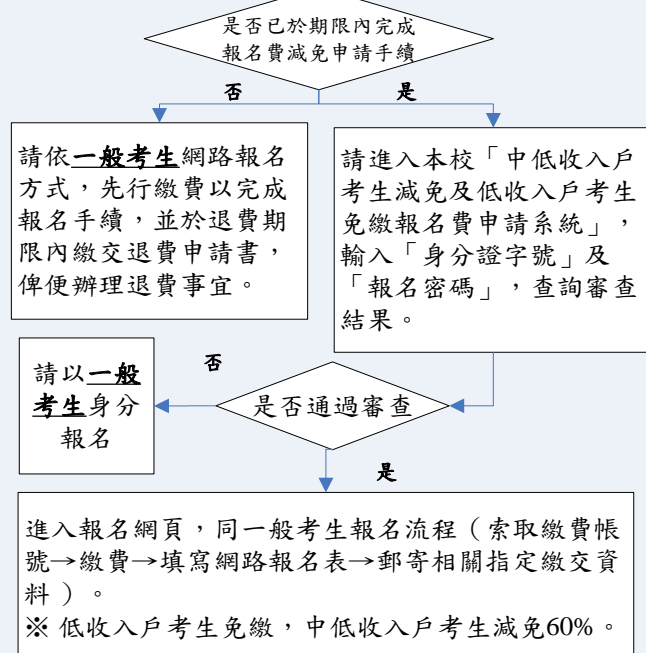 是否已於期限內完成
報名費減免申請手續
否
是
請依一般考生網路報名
方式，先行繳費以完成
報名手續，並於退費期
限內繳交退費申請書，
俾便辦理退費事宜。
請進入本校「中低收入戶
考生減免及低收入戶考生
免繳報名費申請系統」，
輸入「身分證字號」及
「報名密碼」，查詢審查
結果。
請以一般
考生身分
報名
否
是否通過審查
是
進入報名網頁，同一般考生報名流程（索取繳費帳
號→繳費→填寫網路報名表→郵寄相關指定繳交資
料）。
※低收入戶考生免繳，中低收入戶考生減免60%。